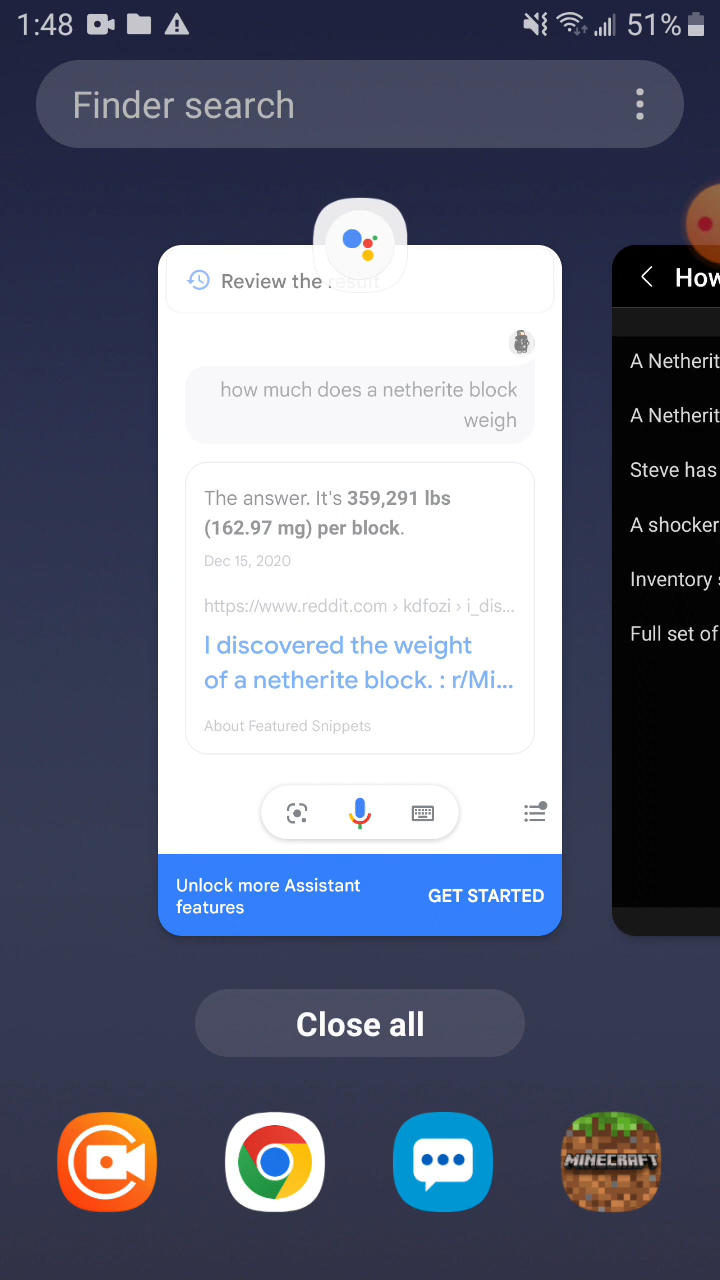 1:48
51%
Finder search
Review the result
how much does a netherite block
weigh
The answer. It's 359,291 lbs
(162.97 mg) per block.
Dec 15, 2020
https://www.reddit.com › kdfozi › i_dis...
I discovered the weight
of a netherite block. : r/Mi...
About Featured Snippets
Unlock more Assistant
features
GET STARTED
How
A Netherit
A Netherit
Steve has
A shocker
Inventory s
Full set of
Close all
MINECRAFT